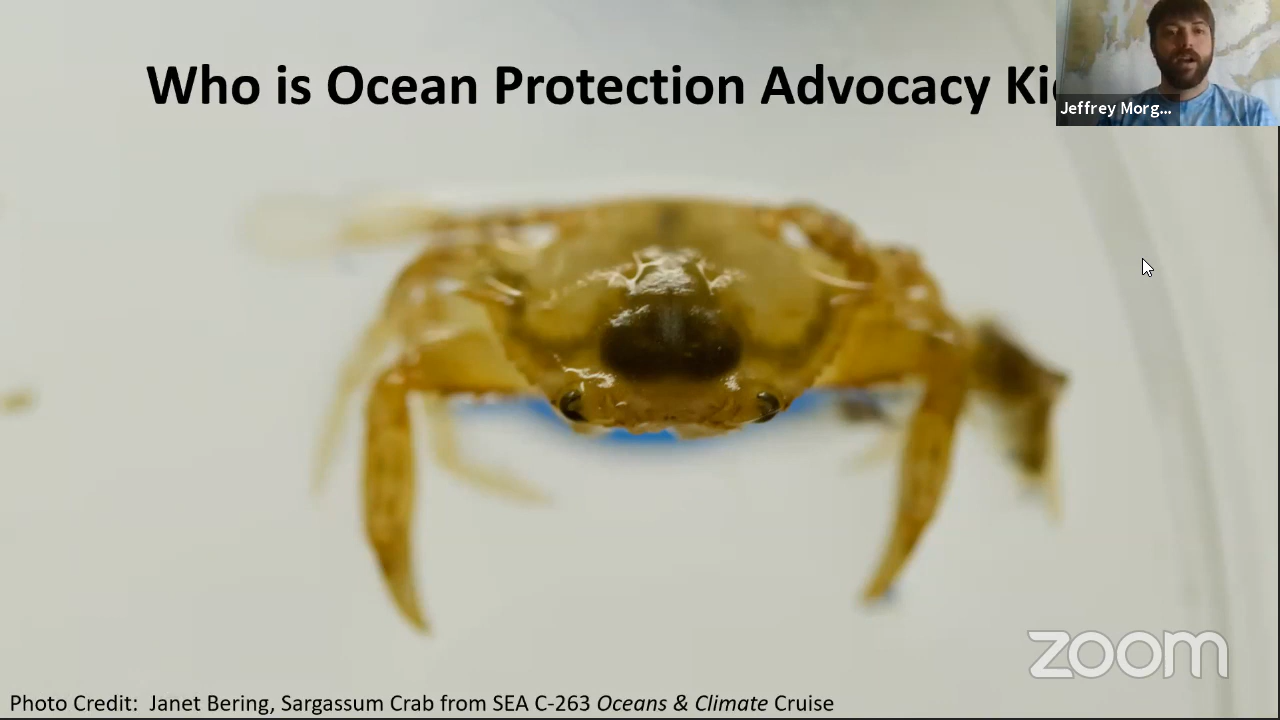 Who is Ocean Protection Advocacy
Jeffrey Morg...
zoom
Photo Credit: Janet Bering, Sargassum Crab from SEA C-263 Oceans & Climate Cruise